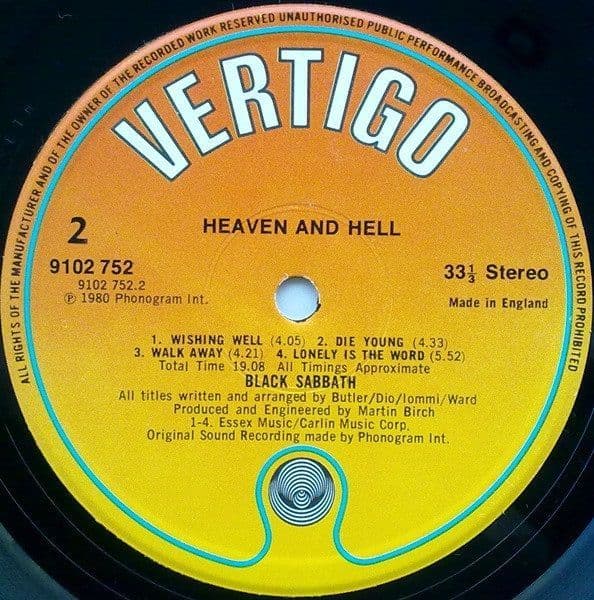 ALL RIGHTS OF THE MANUFACTURER AND OF THE OWNER OF THE RECORDED WORK RESERVED UNAUTHORISED PUBLIC PERFORMANCE BROADCASTING AND COPYING OF THIS RECORD PROHIBITED
VERTIGO
HEAVEN AND HELL
2
9102 752
9102 752.2
℗ 1980 Phonogram Int.
33⅓ Stereo
Made in England
1. WISHING WELL (4.05) 2. DIE YOUNG (4.33)
3. WALK AWAY (4.21) 4. LONELY IS THE WORD (5.52)
Total Time 19.08 All Timings Approximate
BLACK SABBATH
All titles written and arranged by Butler/Dio/Iommi/Ward
Produced and Engineered by Martin Birch
1-4. Essex Music/Carlin Music Corp.
Original Sound Recording made by Phonogram Int.